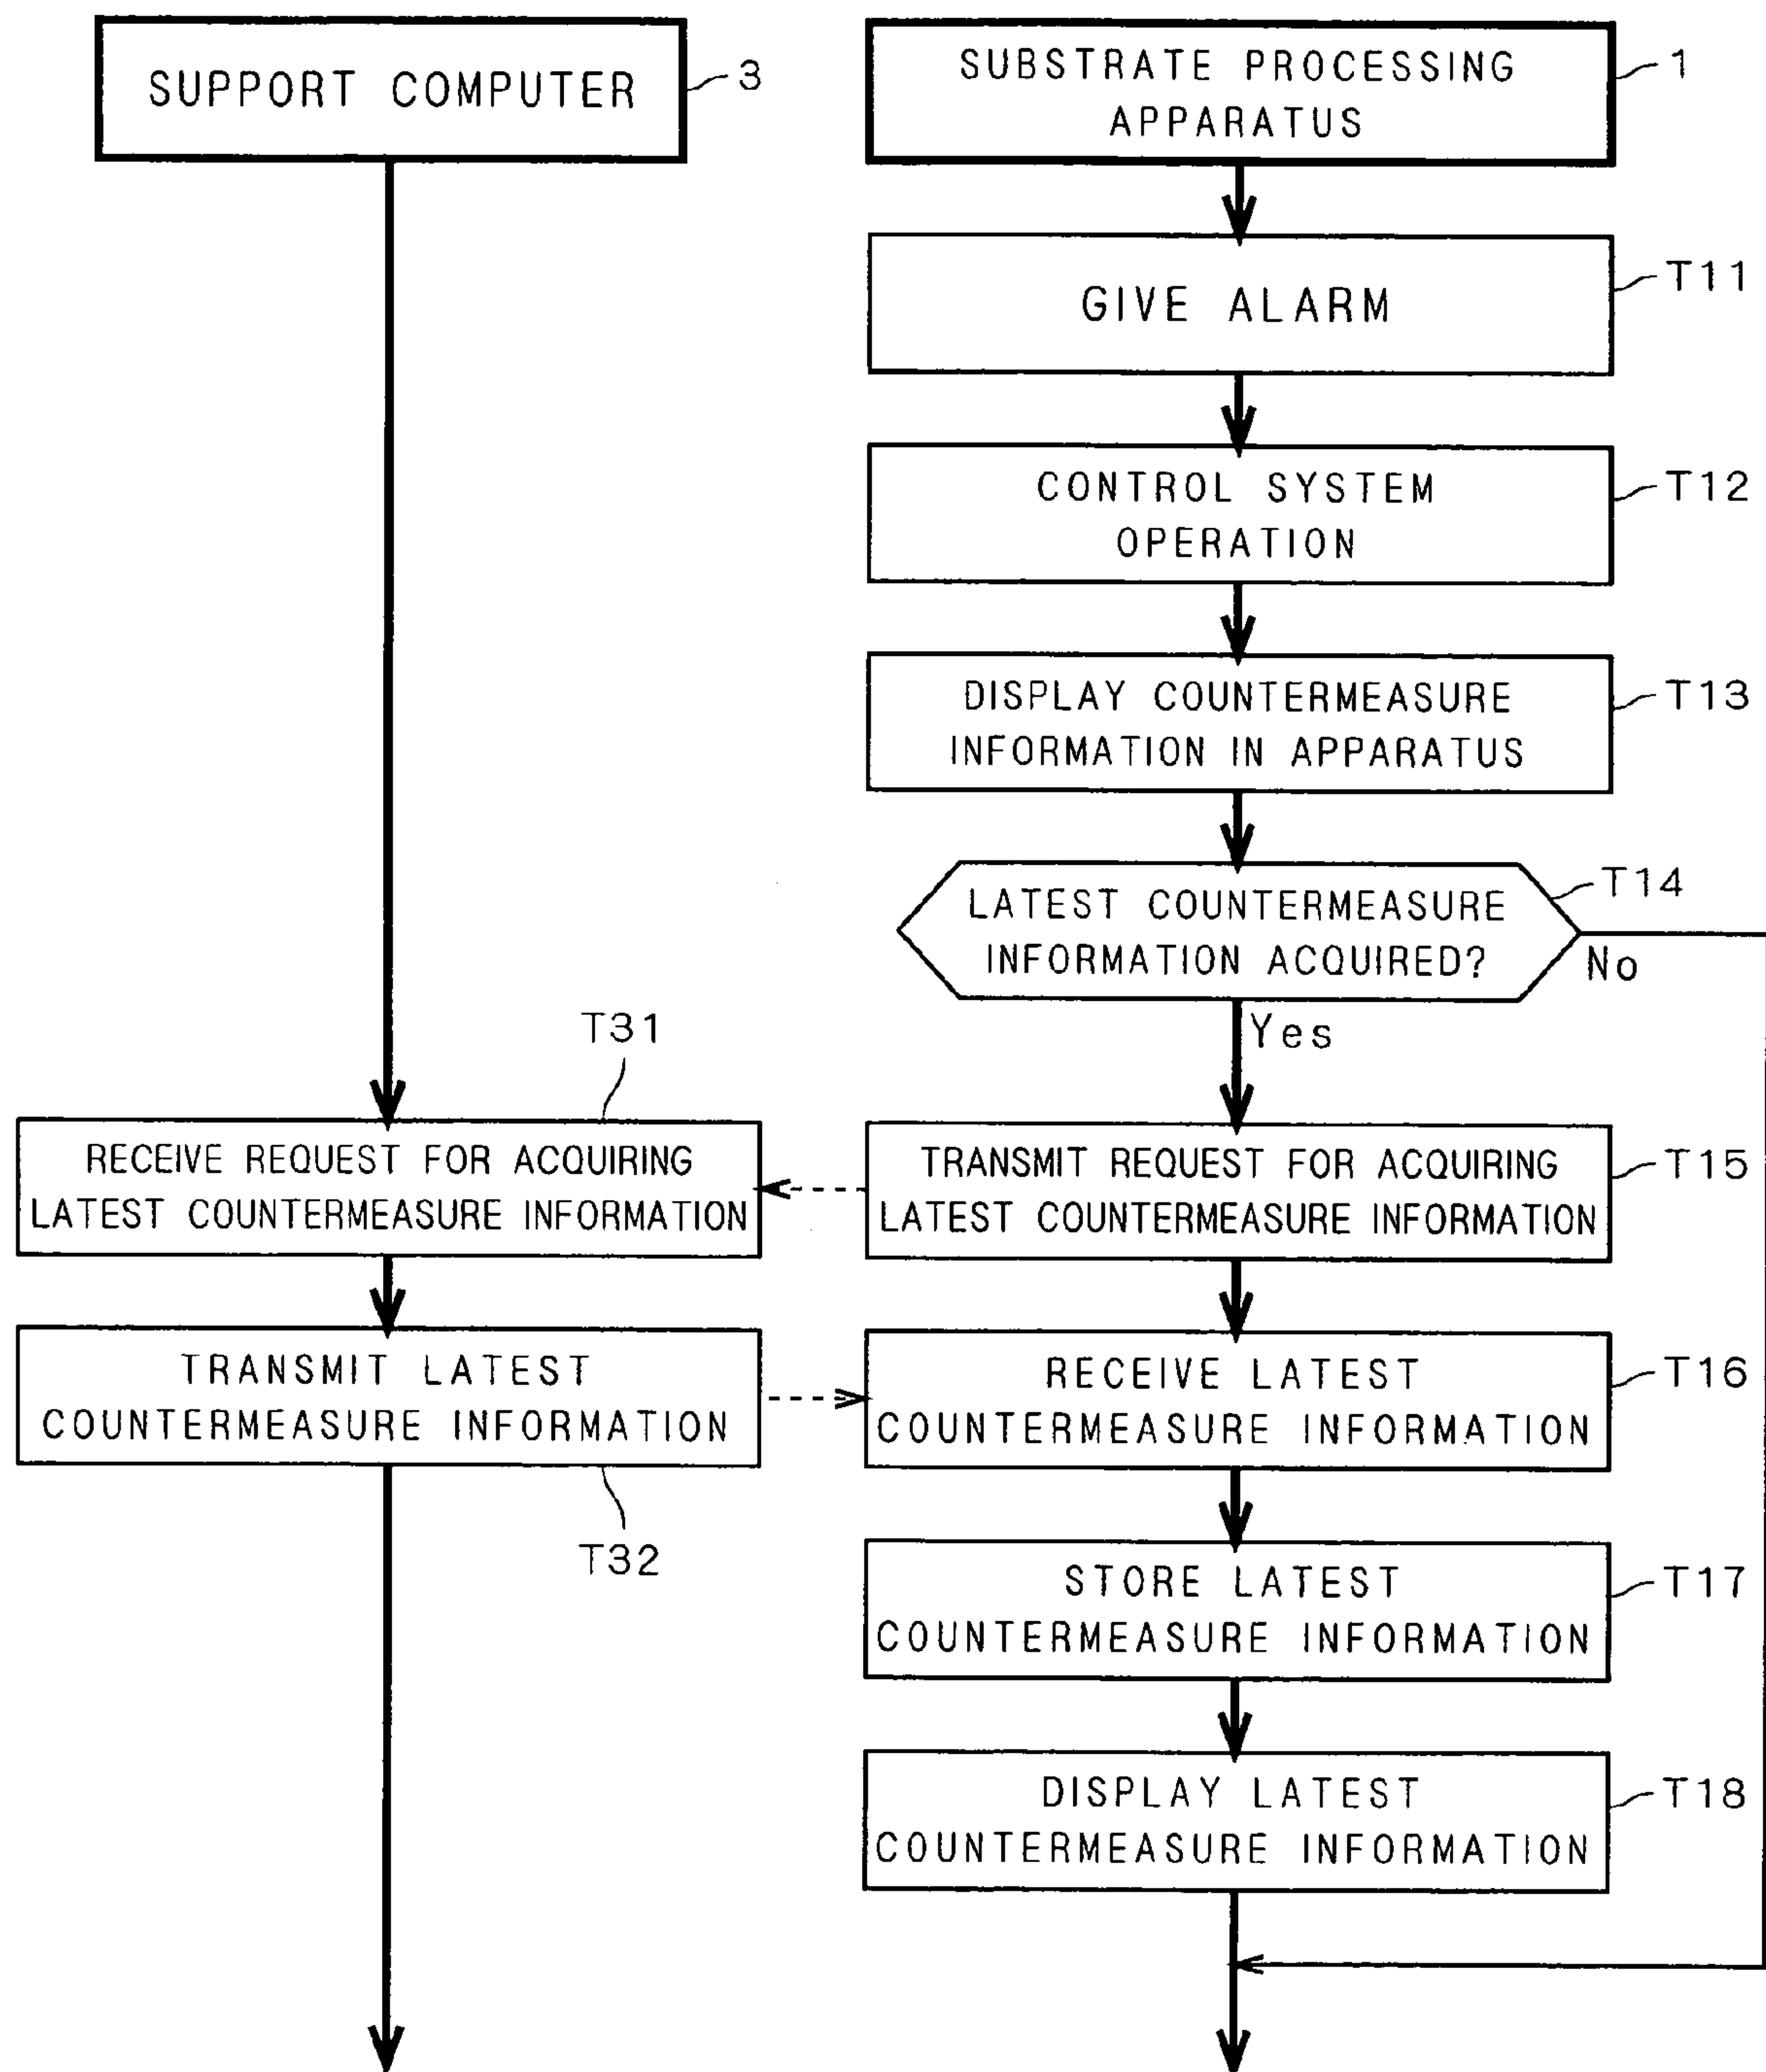 SUPPORT COMPUTER
3
SUBSTRATE PROCESSING
APPARATUS
1
GIVE ALARM
T11
CONTROL SYSTEM
OPERATION
T12
DISPLAY COUNTERMEASURE
INFORMATION IN APPARATUS
T13
LATEST COUNTERMEASURE
INFORMATION ACQUIRED?
T14
No
Yes
T31
RECEIVE REQUEST FOR ACQUIRING
LATEST COUNTERMEASURE INFORMATION
TRANSMIT REQUEST FOR ACQUIRING
LATEST COUNTERMEASURE INFORMATION
T15
TRANSMIT LATEST
COUNTERMEASURE INFORMATION
T32
RECEIVE LATEST
COUNTERMEASURE INFORMATION
T16
STORE LATEST
COUNTERMEASURE INFORMATION
T17
DISPLAY LATEST
COUNTERMEASURE INFORMATION
T18